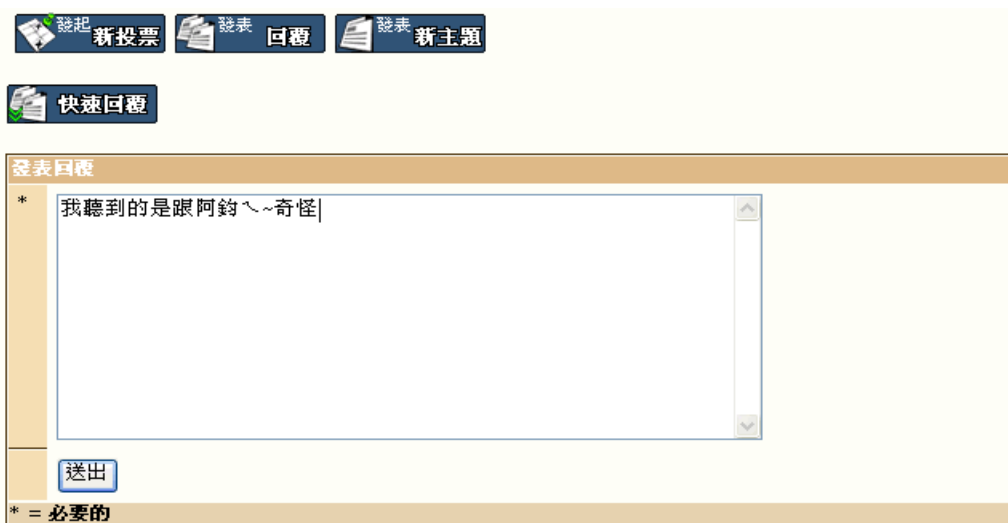 發起 新投票 發表 回覆 發表 新主題
快速回覆
發表回覆
* 我聽到的是跟阿鈞ㄟ~奇怪
送出
* = 必要的